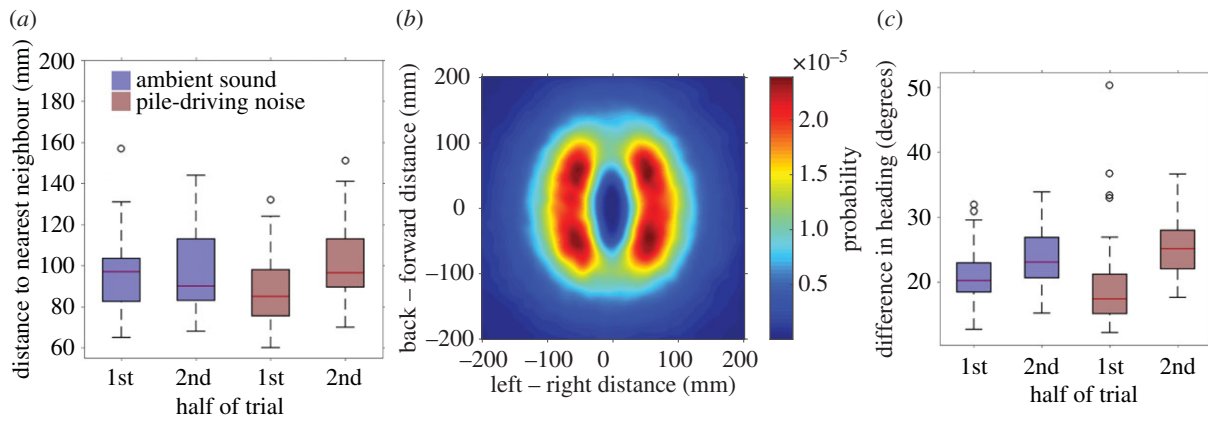 (a)
distance to nearest neighbour (mm)
200
180
160
140
120
100
80
60
ambient sound
pile-driving noise
1st 2nd 1st 2nd
half of trial
(b)
back – forward distance (mm)
200
100
0
–100
–200
–200 –100 0 100 200
left – right distance (mm)
×10⁻⁵
2.0
1.5
1.0
0.5
probability
(c)
difference in heading (degrees)
50
40
30
20
10
1st 2nd 1st 2nd
half of trial